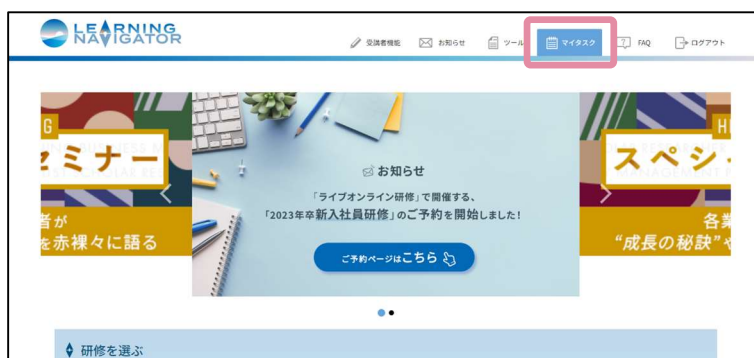 LEARNING
NAVIGATOR
受講者機能 お知らせ ツール マイタスク FAQ ログアウト
G
セミナー
者が
を赤裸々に語る
お知らせ
「ライブオンライン研修」で開催する、
「2023年卒新入社員研修」のご予約を開始しました!
ご予約ページはこちら
スペシ
各業
“成長の秘訣”や
研修を選ぶ